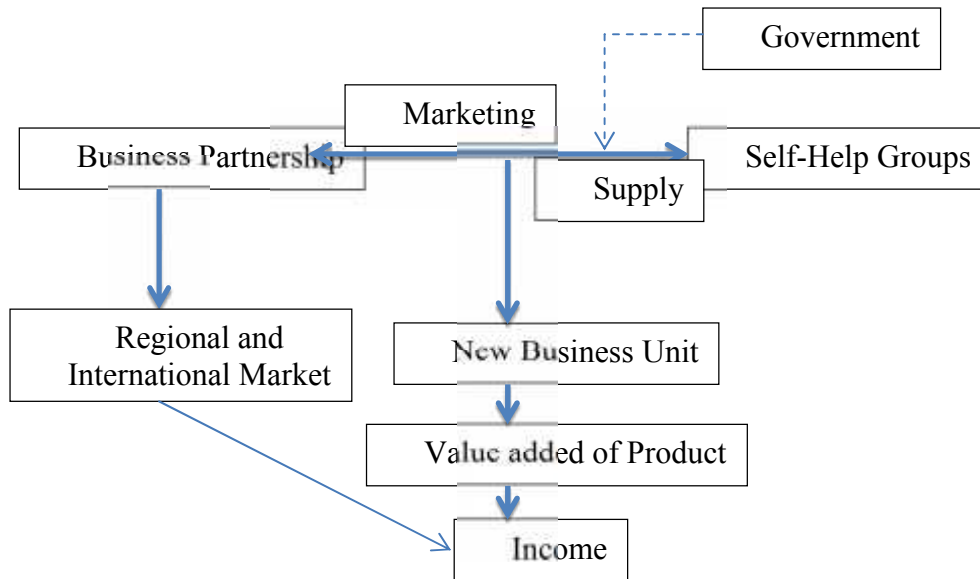 Government
Marketing
Business Partnership
Self-Help Groups
Supply
Regional and
International Market
New Business Unit
Value added of Product
Income